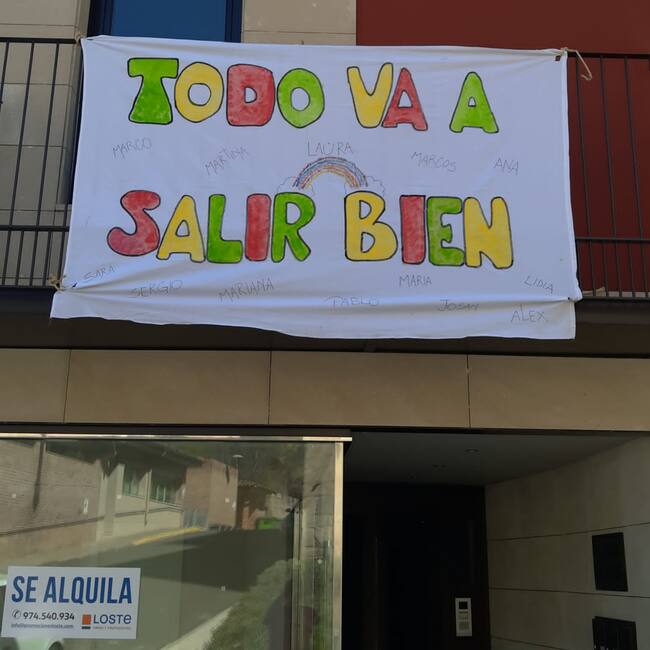 TODO VA A
MARCO MARTINA LAURA MARCOS ANA
SALIR BIEN
SARA SERGIO MARIANA PABLO MARIA JOSAN LIDIA
ALEX
SE ALQUILA
974.540.934
LOSTE